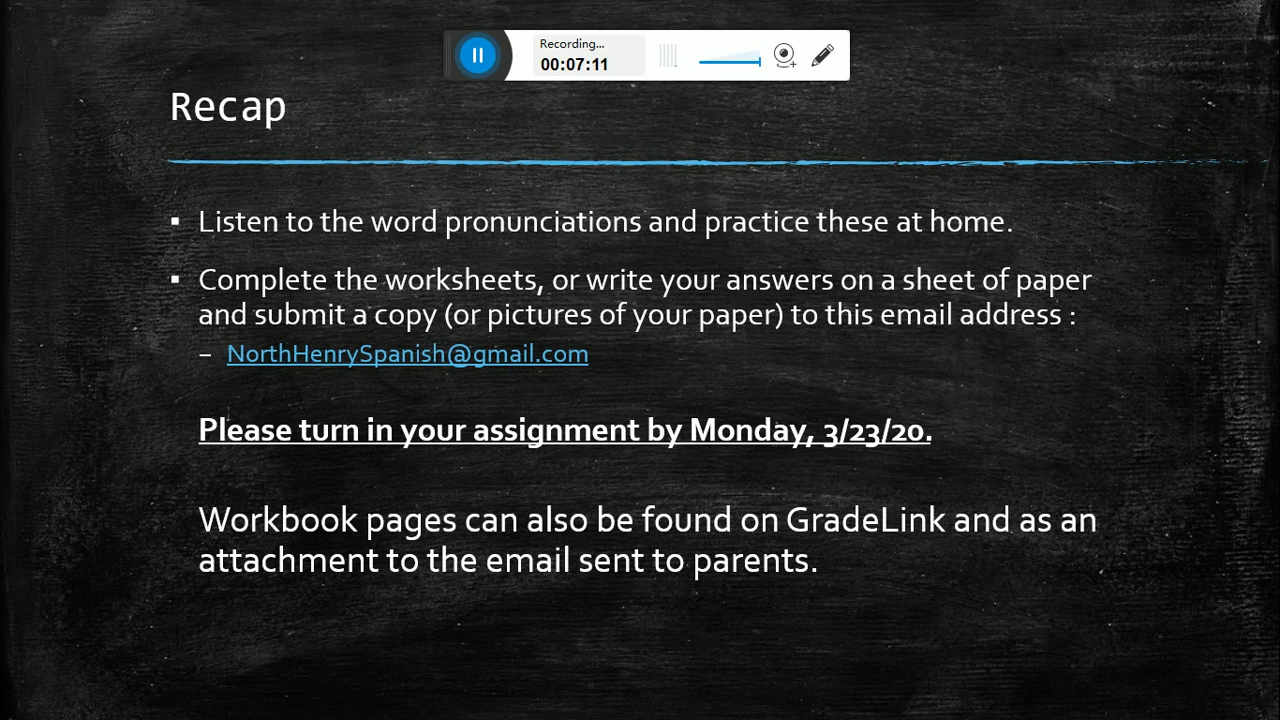 Recording...
00:07:11
Recap
▪ Listen to the word pronunciations and practice these at home.
▪ Complete the worksheets, or write your answers on a sheet of paper
and submit a copy (or pictures of your paper) to this email address :
– NorthHenrySpanish@gmail.com
Please turn in your assignment by Monday, 3/23/20.
Workbook pages can also be found on GradeLink and as an
attachment to the email sent to parents.